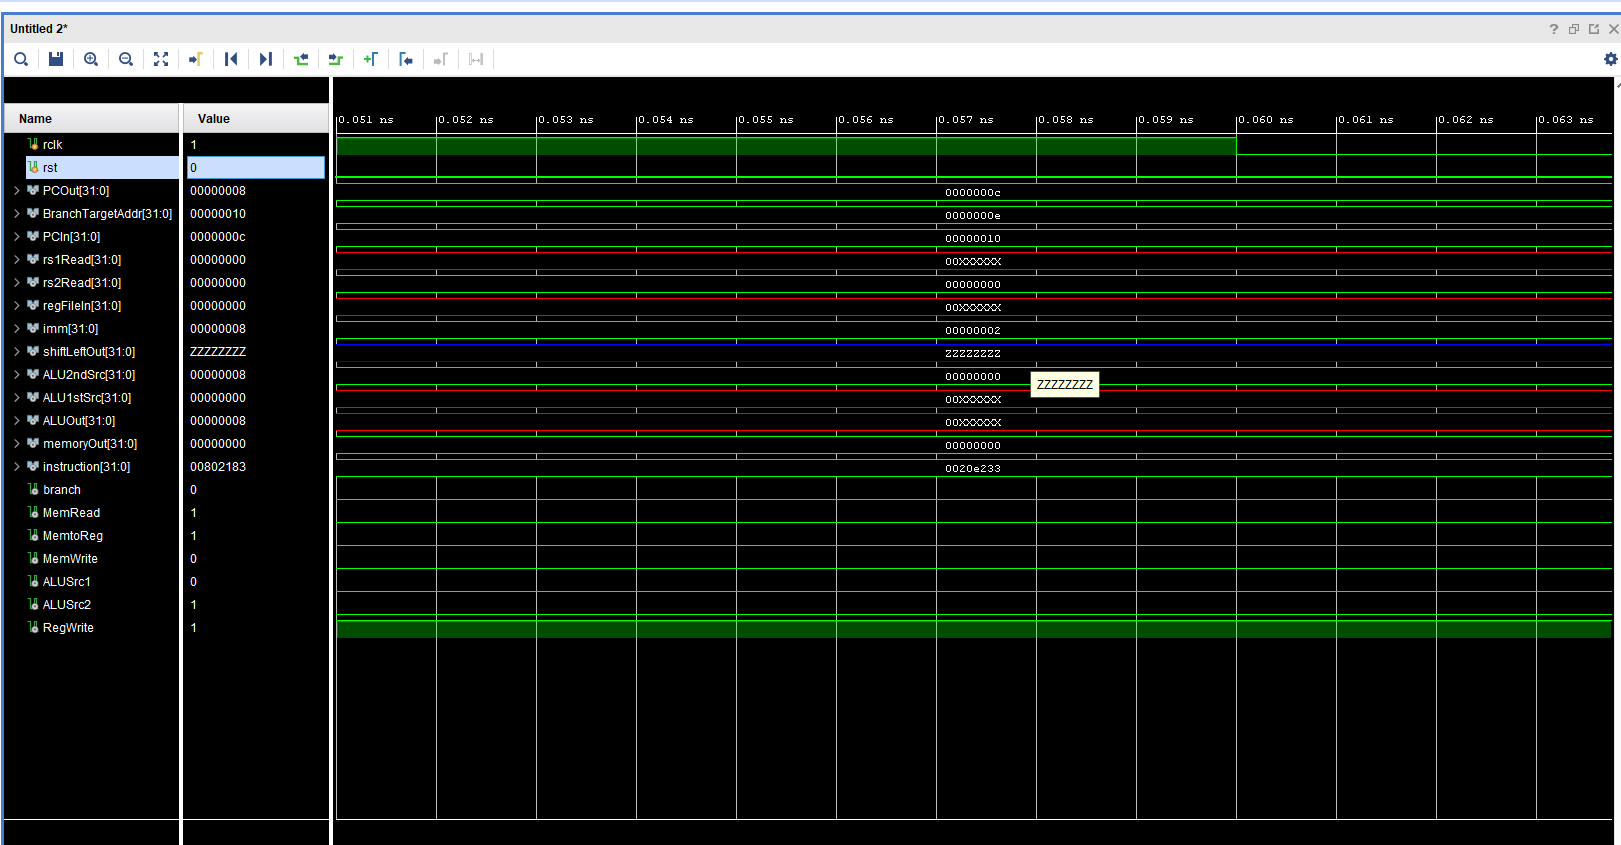 Untitled 2*
?
Name Value
0.051 ns 0.052 ns 0.053 ns 0.054 ns 0.055 ns 0.056 ns 0.057 ns 0.058 ns 0.059 ns 0.060 ns 0.061 ns 0.062 ns 0.063 ns
rclk 1
rst 0
PCOut[31:0] 00000008 0000000c
BranchTargetAddr[31:0] 00000010 0000000e
PCIn[31:0] 0000000c 00000010
rs1Read[31:0] 00000000 00XXXXXX
rs2Read[31:0] 00000000 00000000
regFileIn[31:0] 00000000 00XXXXXX
imm[31:0] 00000008 00000002
shiftLeftOut[31:0] ZZZZZZZZ ZZZZZZZZ
ALU2ndSrc[31:0] 00000008 00000000 ZZZZZZZZ
ALU1stSrc[31:0] 00000000 00XXXXXX
ALUOut[31:0] 00000008 00XXXXXX
memoryOut[31:0] 00000000 00000000
instruction[31:0] 00802183 0020e233
branch 0
MemRead 1
MemtoReg 1
MemWrite 0
ALUSrc1 0
ALUSrc2 1
RegWrite 1